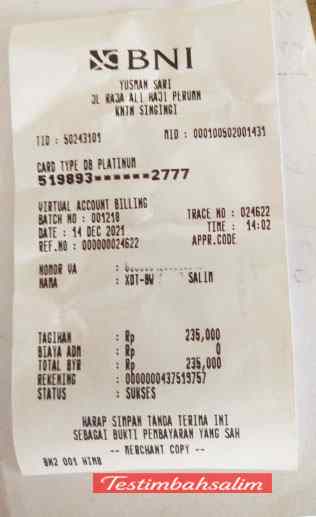 BNI
YUSMAN SARI
JL RAJA ALI HAJI PERUMN
KNTN SINGINGI
TID : 50243101 MID : 000100502001431
CARD TYPE DB PLATINUM
519893******2777
VIRTUAL ACCOUNT BILLING
BATCH NO : 001218 TRACE NO : 024622
DATE : 14 DEC 2021 TIME : 14:02
REF.NO : 000000024622 APPR.CODE
NOMOR VA :
NAMA : XDT-BW SALIM
TAGIHAN : Rp 235,000
BIAYA ADM : Rp 0
TOTAL BYR : Rp 235,000
REKENING : 0000000437519757
STATUS : SUKSES
HARAP SIMPAN TANDA TERIMA INI
SEBAGAI BUKTI PEMBAYARAN YANG SAH
-- MERCHANT COPY --
BN2 001 HIMB
Testimbahsalim